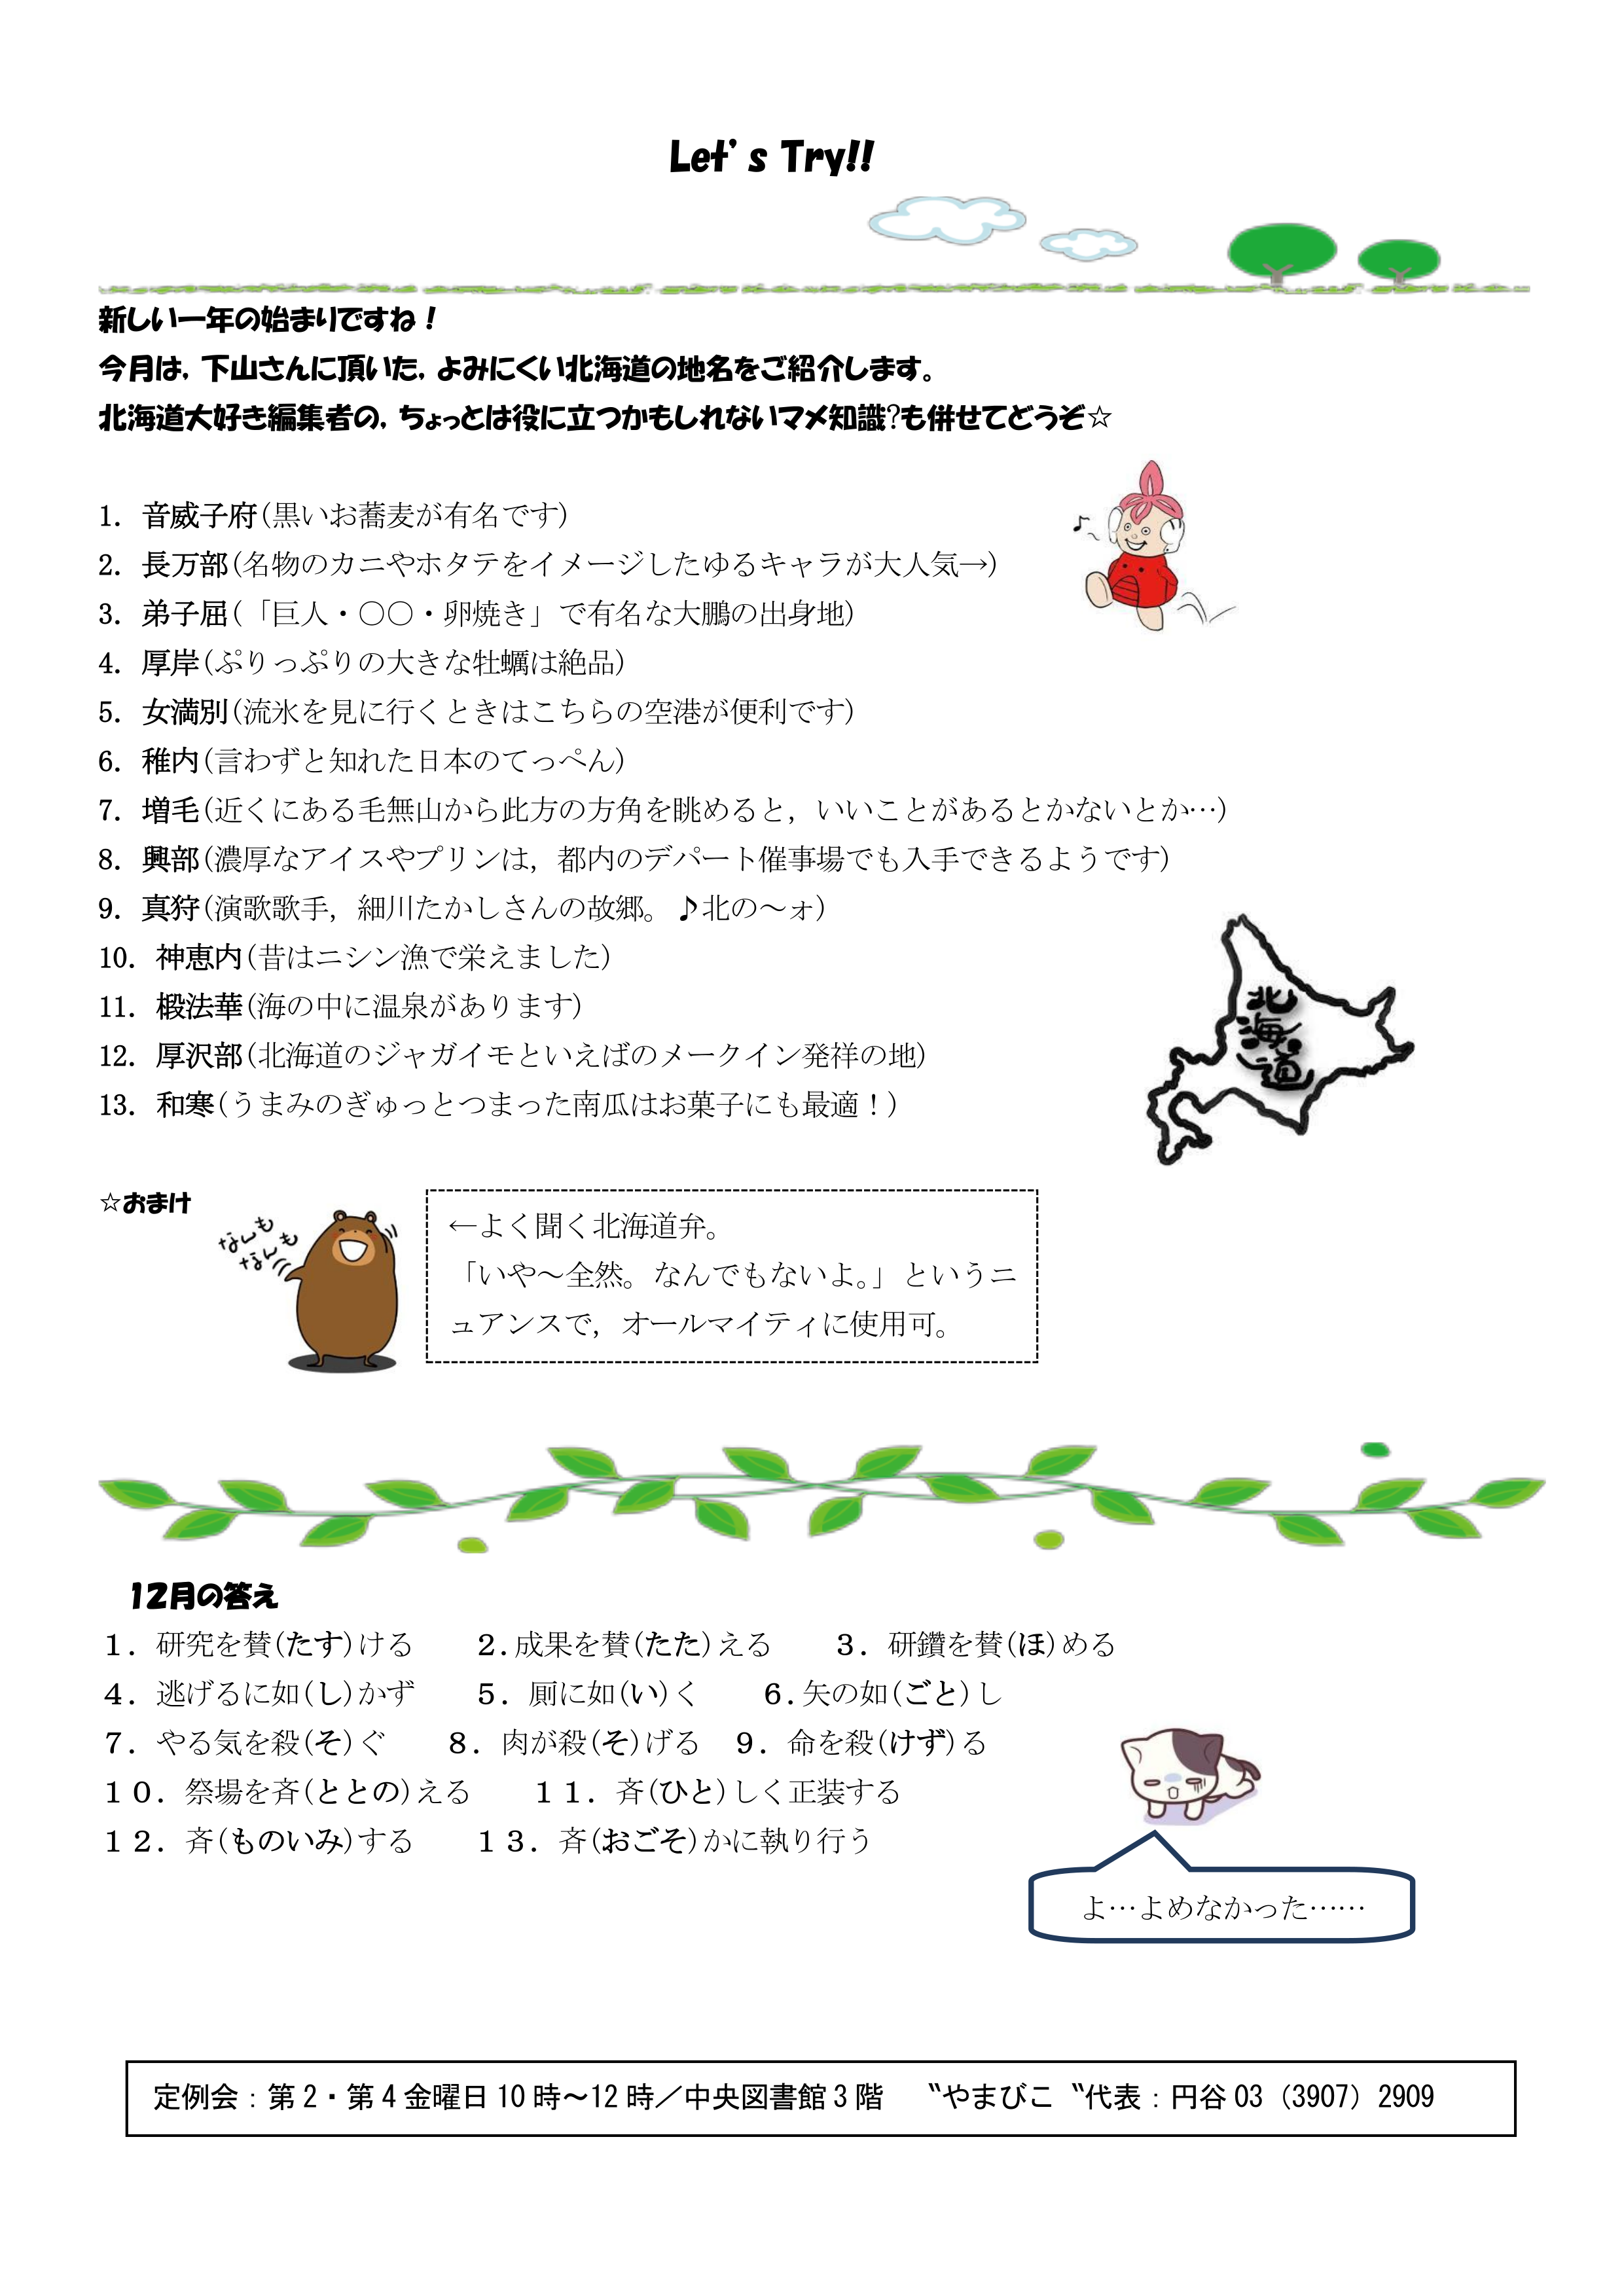 Let's Try!!
新しい一年の始まりですね！
今月は，下山さんに頂いた，よみにくい北海道の地名をご紹介します。
北海道大好き編集者の，ちょっとは役に立つかもしれないマメ知識?も併せてどうぞ☆
1. 音威子府(黒いお蕎麦が有名です)
2. 長万部(名物のカニやホタテをイメージしたゆるキャラが大人気→)
3. 弟子屈(「巨人・〇〇・卵焼き」で有名な大鵬の出身地)
4. 厚岸(ぷりっぷりの大きな牡蠣は絶品)
5. 女満別(流氷を見に行くときはこちらの空港が便利です)
6. 稚内(言わずと知れた日本のてっぺん)
7. 増毛(近くにある毛無山から此方の方角を眺めると，いいことがあるとかないとか…)
8. 興部(濃厚なアイスやプリンは，都内のデパート催事場でも入手できるようです)
9. 真狩(演歌歌手，細川たかしさんの故郷。♪北の～ォ)
10. 神恵内(昔はニシン漁で栄えました)
11. 椴法華(海の中に温泉があります)
12. 厚沢部(北海道のジャガイモといえばのメークイン発祥の地)
13. 和寒(うまみのぎゅっとつまった南瓜はお菓子にも最適！)
北海道
☆おまけ
なんも
なんも
←よく聞く北海道弁。
「いや～全然。なんでもないよ。」というニ
ュアンスで，オールマイティに使用可。
12月の答え
１．研究を賛(たす)ける　２.成果を賛(たた)える　３．研鑽を賛(ほ)める
４．逃げるに如(し)かず　５．厠に如(い)く　６.矢の如(ごと)し
７．やる気を殺(そ)ぐ　８．肉が殺(そ)げる　９．命を殺(けず)る
１０．祭場を斉(ととの)える　１１．斉(ひと)しく正装する
１２．斉(ものいみ)する　１３．斉(おごそ)かに執り行う
よ…よめなかった……
定例会：第2・第4金曜日10時～12時／中央図書館3階　〝やまびこ〝代表：円谷03（3907）2909